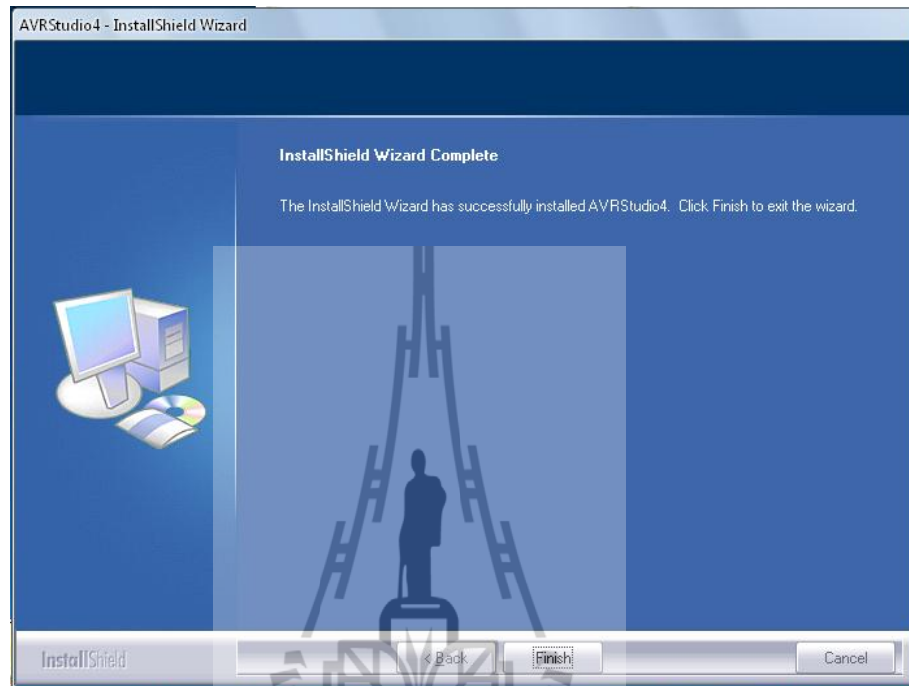 AVRStudio4 - InstallShield Wizard
InstallShield Wizard Complete
The InstallShield Wizard has successfully installed AVRStudio4. Click Finish to exit the wizard.
InstallShield
< Back
Finish
Cancel